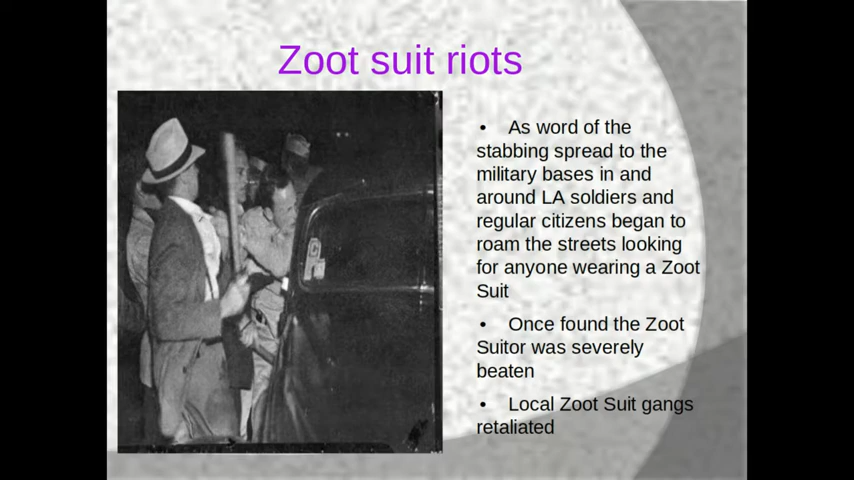 Zoot suit riots
• As word of the
stabbing spread to the
military bases in and
around LA soldiers and
regular citizens began to
roam the streets looking
for anyone wearing a Zoot
Suit
• Once found the Zoot
Suitor was severely
beaten
• Local Zoot Suit gangs
retaliated